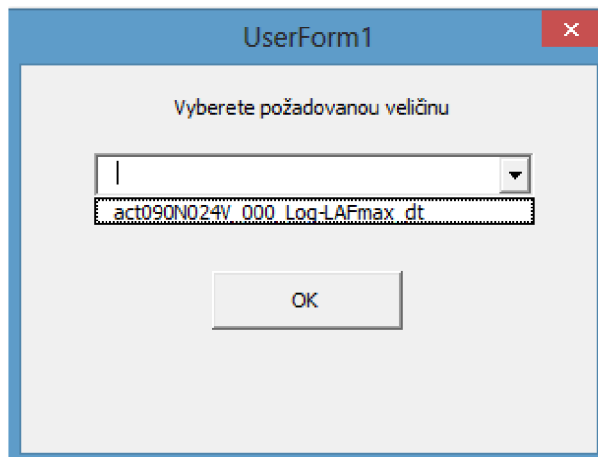 UserForm1
Vyberete požadovanou veličinu
act090N024V_000_Log-LAFmax_dt
OK